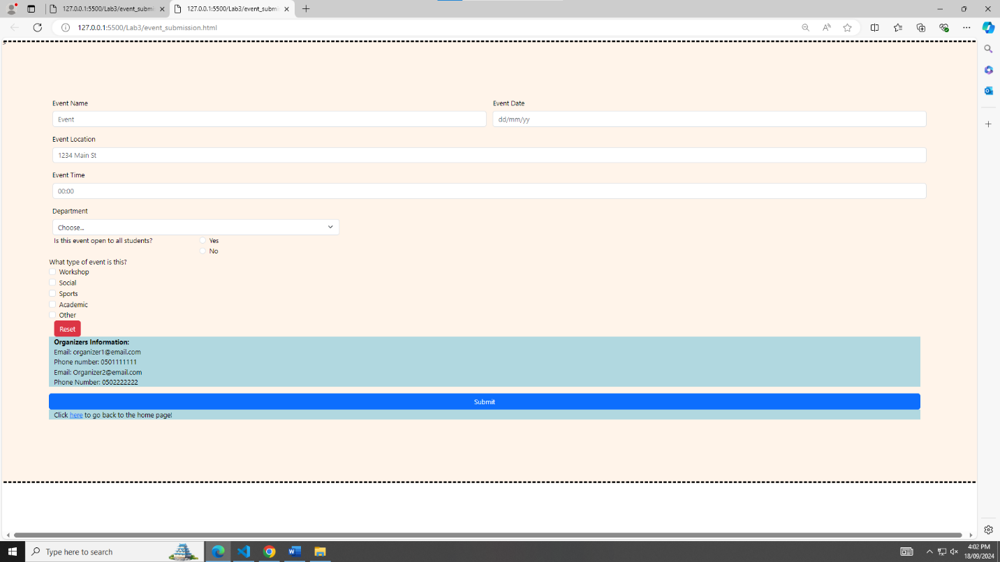 127.0.0.1:5500/Lab3/event_submi
127.0.0.1:5500/Lab3/event_submi
127.0.0.1:5500/Lab3/event_submission.html
Event Name
Event Date
Event
dd/mm/yy
Event Location
1234 Main St
Event Time
00:00
Department
Choose...
Is this event open to all students?
Yes
No
What type of event is this?
Workshop
Social
Sports
Academic
Other
Reset
Organizers Information:
Email: organizer1@email.com
Phone number: 0501111111
Email: Organizer2@email.com
Phone Number: 0502222222
Submit
Click here to go back to the home page!
Type here to search
4:02 PM
18/09/2024